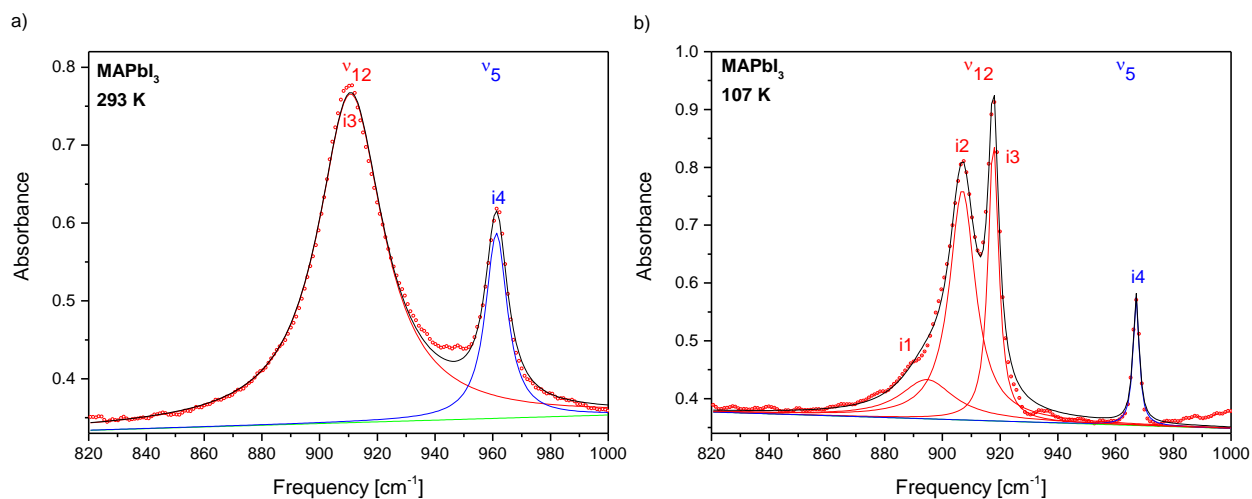 a)
MAPbI3
293 K
ν12
ν5
i3
i4
0.8
0.7
0.6
0.5
0.4
Absorbance
820 840 860 880 900 920 940 960 980 1000
Frequency [cm-1]
b)
MAPbI3
107 K
ν12
ν5
i1
i2
i3
i4
1.0
0.9
0.8
0.7
0.6
0.5
0.4
Absorbance
820 840 860 880 900 920 940 960 980 1000
Frequency [cm-1]